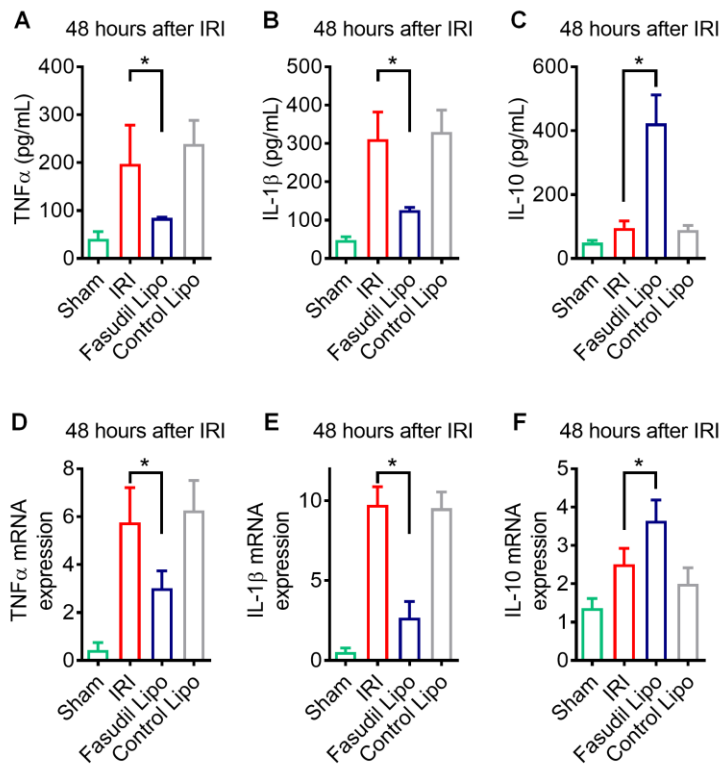 A
48 hours after IRI
*
TNFα (pg/mL)
400
300
200
100
0
Sham
IRI
Fasudil Lipo
Control Lipo
B
48 hours after IRI
*
IL-1β (pg/mL)
500
400
300
200
100
0
Sham
IRI
Fasudil Lipo
Control Lipo
C
48 hours after IRI
*
IL-10 (pg/mL)
600
400
200
0
Sham
IRI
Fasudil Lipo
Control Lipo
D
48 hours after IRI
*
TNFα mRNA
expression
8
6
4
2
0
Sham
IRI
Fasudil Lipo
Control Lipo
E
48 hours after IRI
*
IL-1β mRNA
expression
10
5
0
Sham
IRI
Fasudil Lipo
Control Lipo
F
48 hours after IRI
*
IL-10 mRNA
expression
5
4
3
2
1
0
Sham
IRI
Fasudil Lipo
Control Lipo